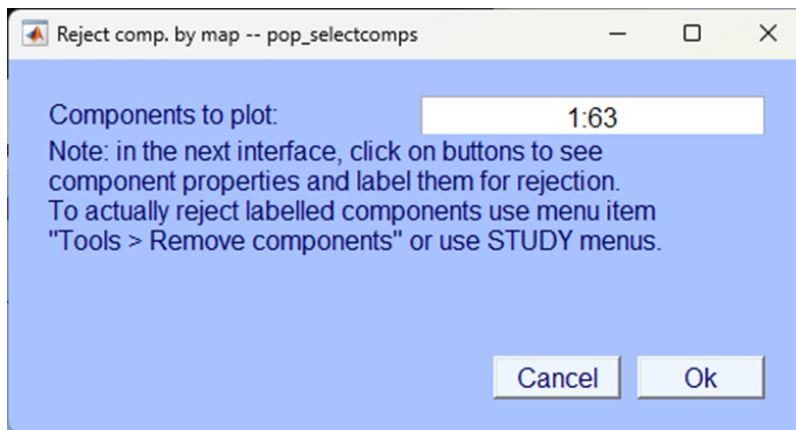 Reject comp. by map -- pop_selectcomps
Components to plot: 1:63
Note: in the next interface, click on buttons to see
component properties and label them for rejection.
To actually reject labelled components use menu item
"Tools > Remove components" or use STUDY menus.
Cancel Ok